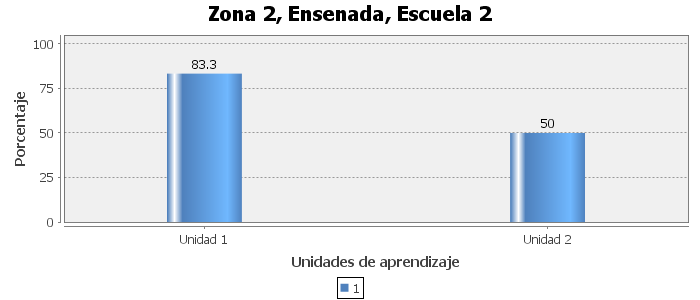 Zona 2, Ensenada, Escuela 2
Porcentaje
100
75
50
25
0
83.3
50
Unidad 1
Unidad 2
Unidades de aprendizaje
1